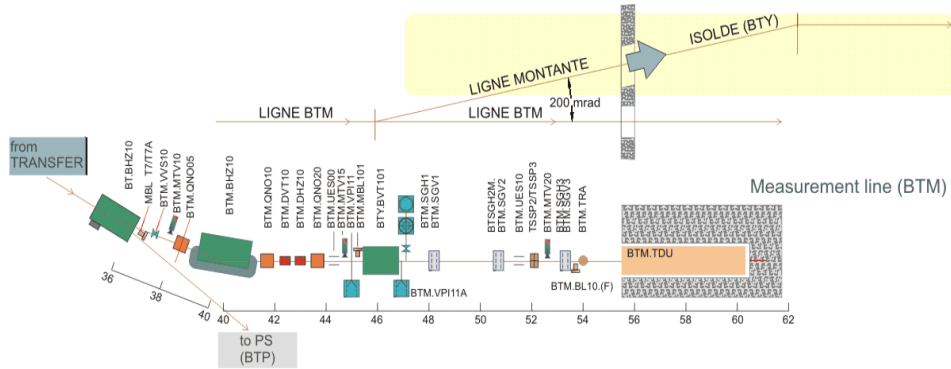 ISOLDE (BTY)
LIGNE MONTANTE
200 mrad
LIGNE BTM
LIGNE BTM
from
TRANSFER
BT.BHZ10
MBL T7/T7A
BTM.VVS10
BTM.MTV10
BTM.QNO05
BTM.BHZ10
BTM.QNO10
BTM.DVT10
BTM.DHZ10
BTM.QNO20
BTM.UES00
BTM.MTV15
BTM.VPI11
BTM.MBL101
BTY.BVT101
BTM.SGH1
BTM.SGV1
BTSGH2M.
BTM.SGV2
BTM.UES10
TSSP2/TSSP3
BTM.MTV20
BTM.SGH3
BTM.SGV3
BTM.TRA
Measurement line (BTM)
BTM.TDU
BTM.VPI11A
BTM.BL10.(F)
36
38
40
40 42 44 46 48 50 52 54 56 58 60 62
to PS
(BTP)